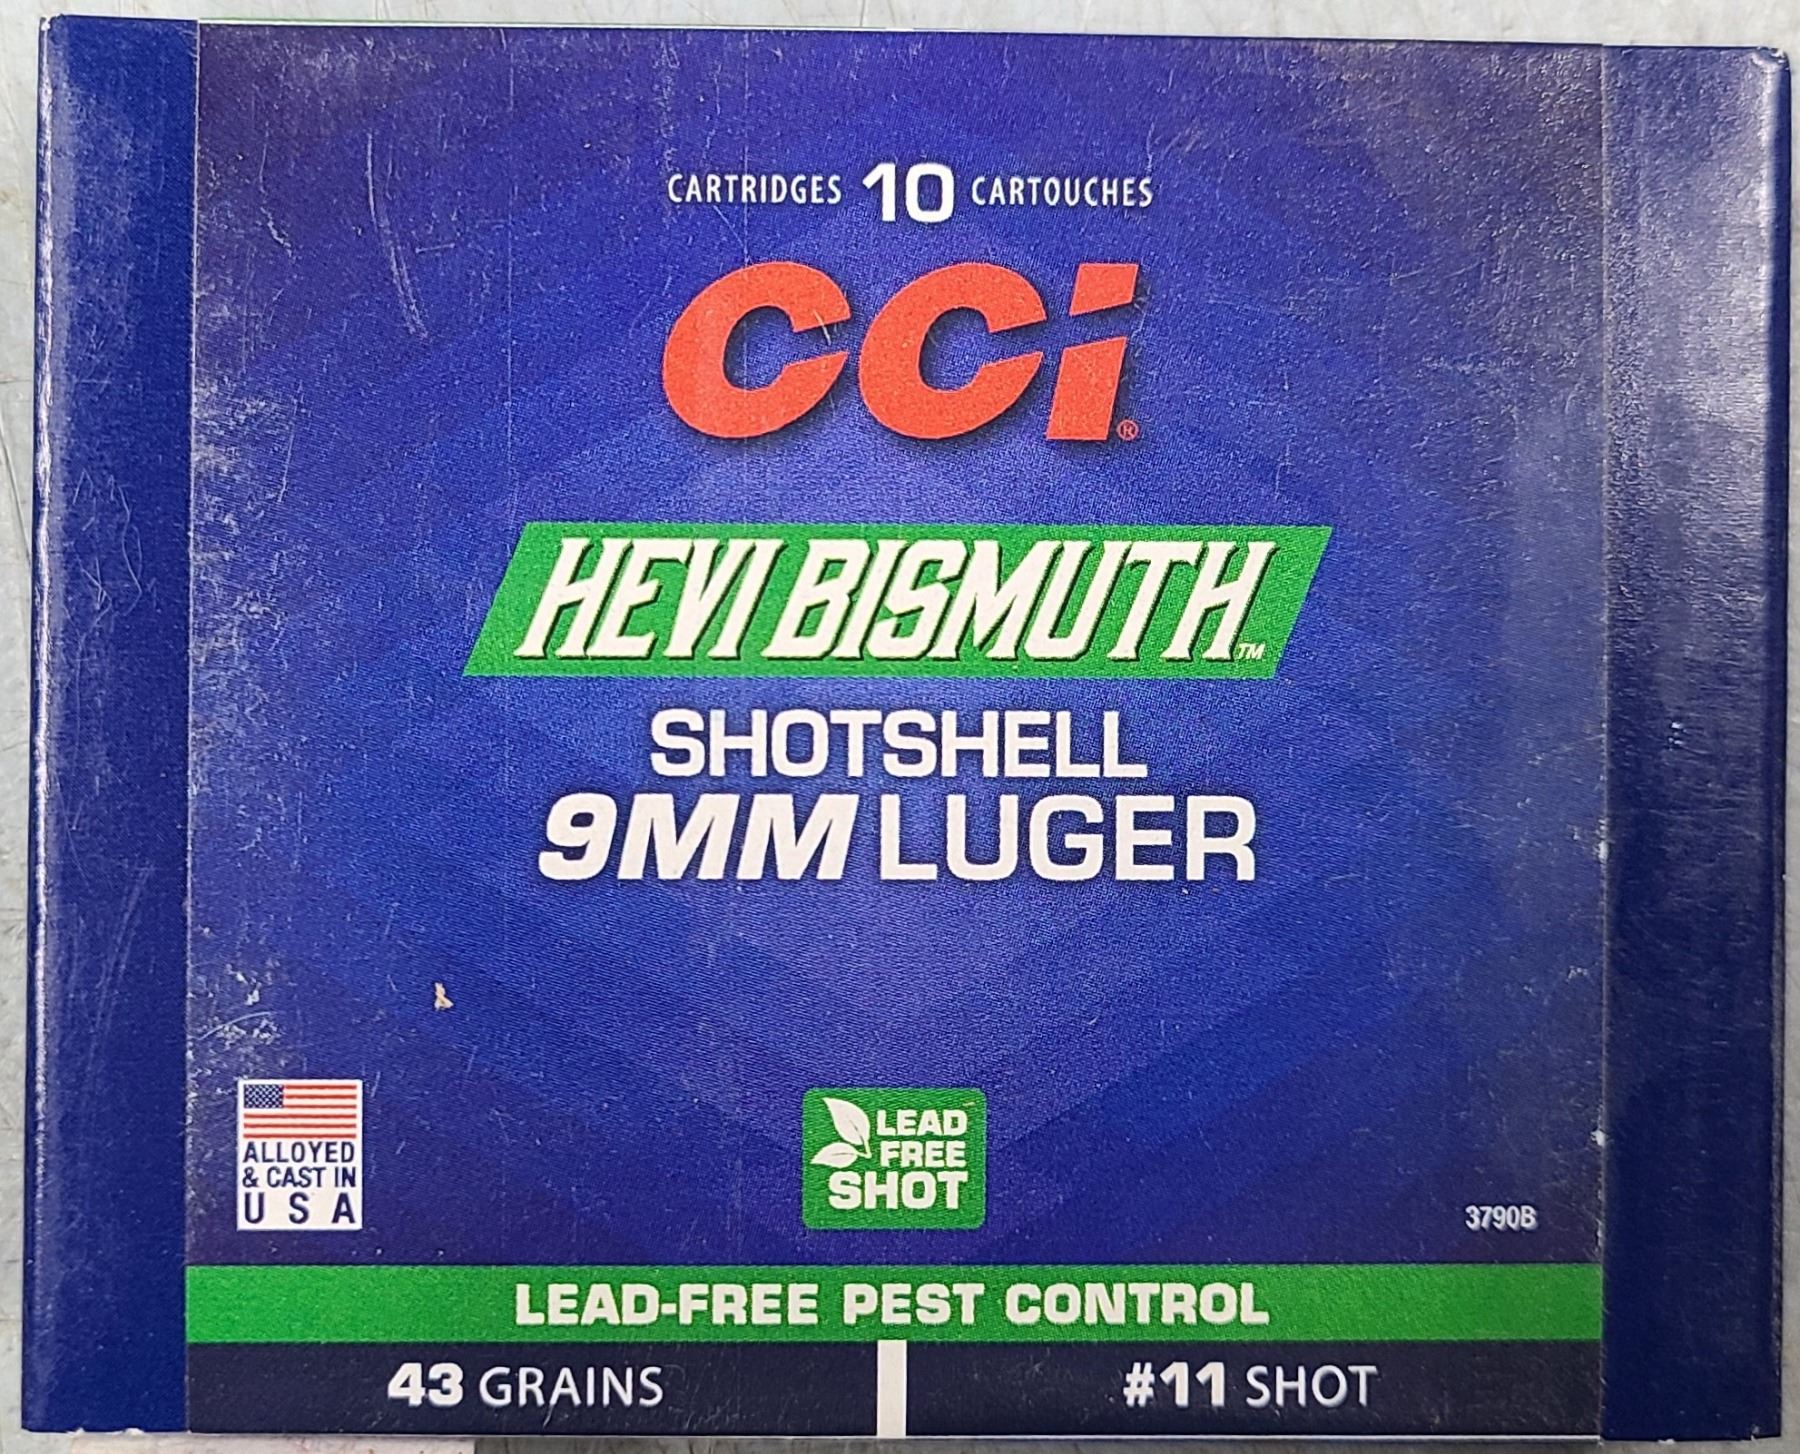 CARTRIDGES 10 CARTOUCHES
CCI®
HEVI BISMUTH™
SHOTSHELL
9MM LUGER
ALLOYED
& CAST IN
USA
LEAD
FREE
SHOT
3790B
LEAD-FREE PEST CONTROL
43 GRAINS
#11 SHOT